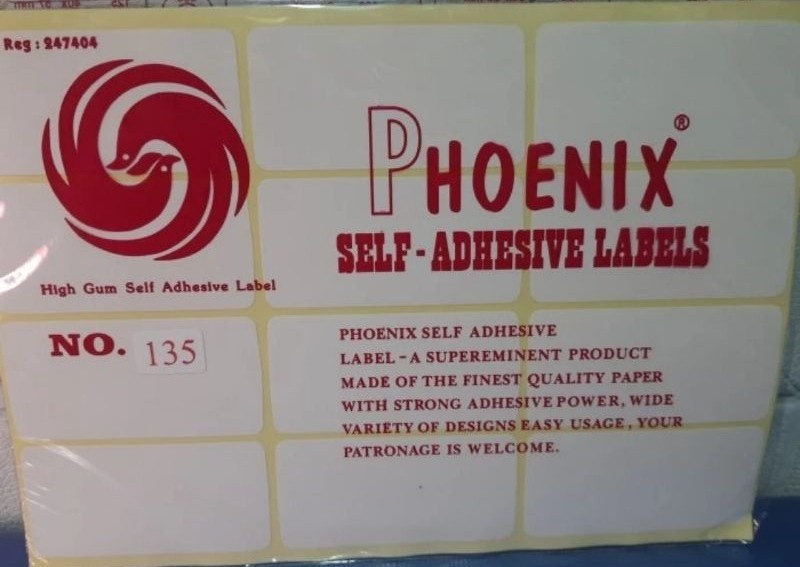 Reg : 247404
PHOENIX®
SELF-ADHESIVE LABELS
High Gum Self Adhesive Label
NO. 135
PHOENIX SELF ADHESIVE
LABEL – A SUPEREMINENT PRODUCT
MADE OF THE FINEST QUALITY PAPER
WITH STRONG ADHESIVE POWER, WIDE
VARIETY OF DESIGNS EASY USAGE, YOUR
PATRONAGE IS WELCOME.